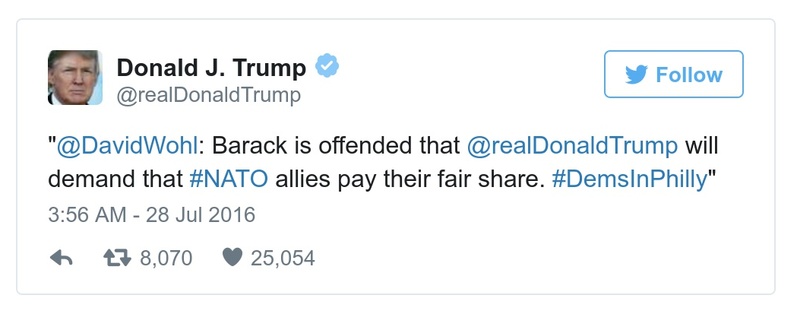 Donald J. Trump
Follow
@realDonaldTrump
"@DavidWohl: Barack is offended that @realDonaldTrump will
demand that #NATO allies pay their fair share. #DemsInPhilly"
3:56 AM - 28 Jul 2016
8,070 25,054